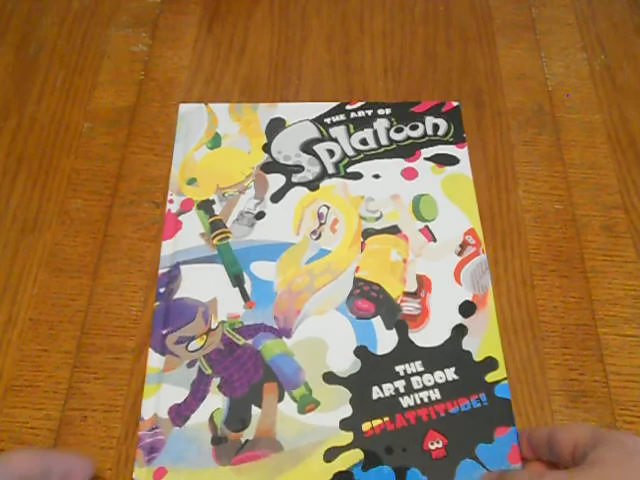 THE ART OF
Splatoon
THE
ART BOOK
WITH
SPLATTITUDE!